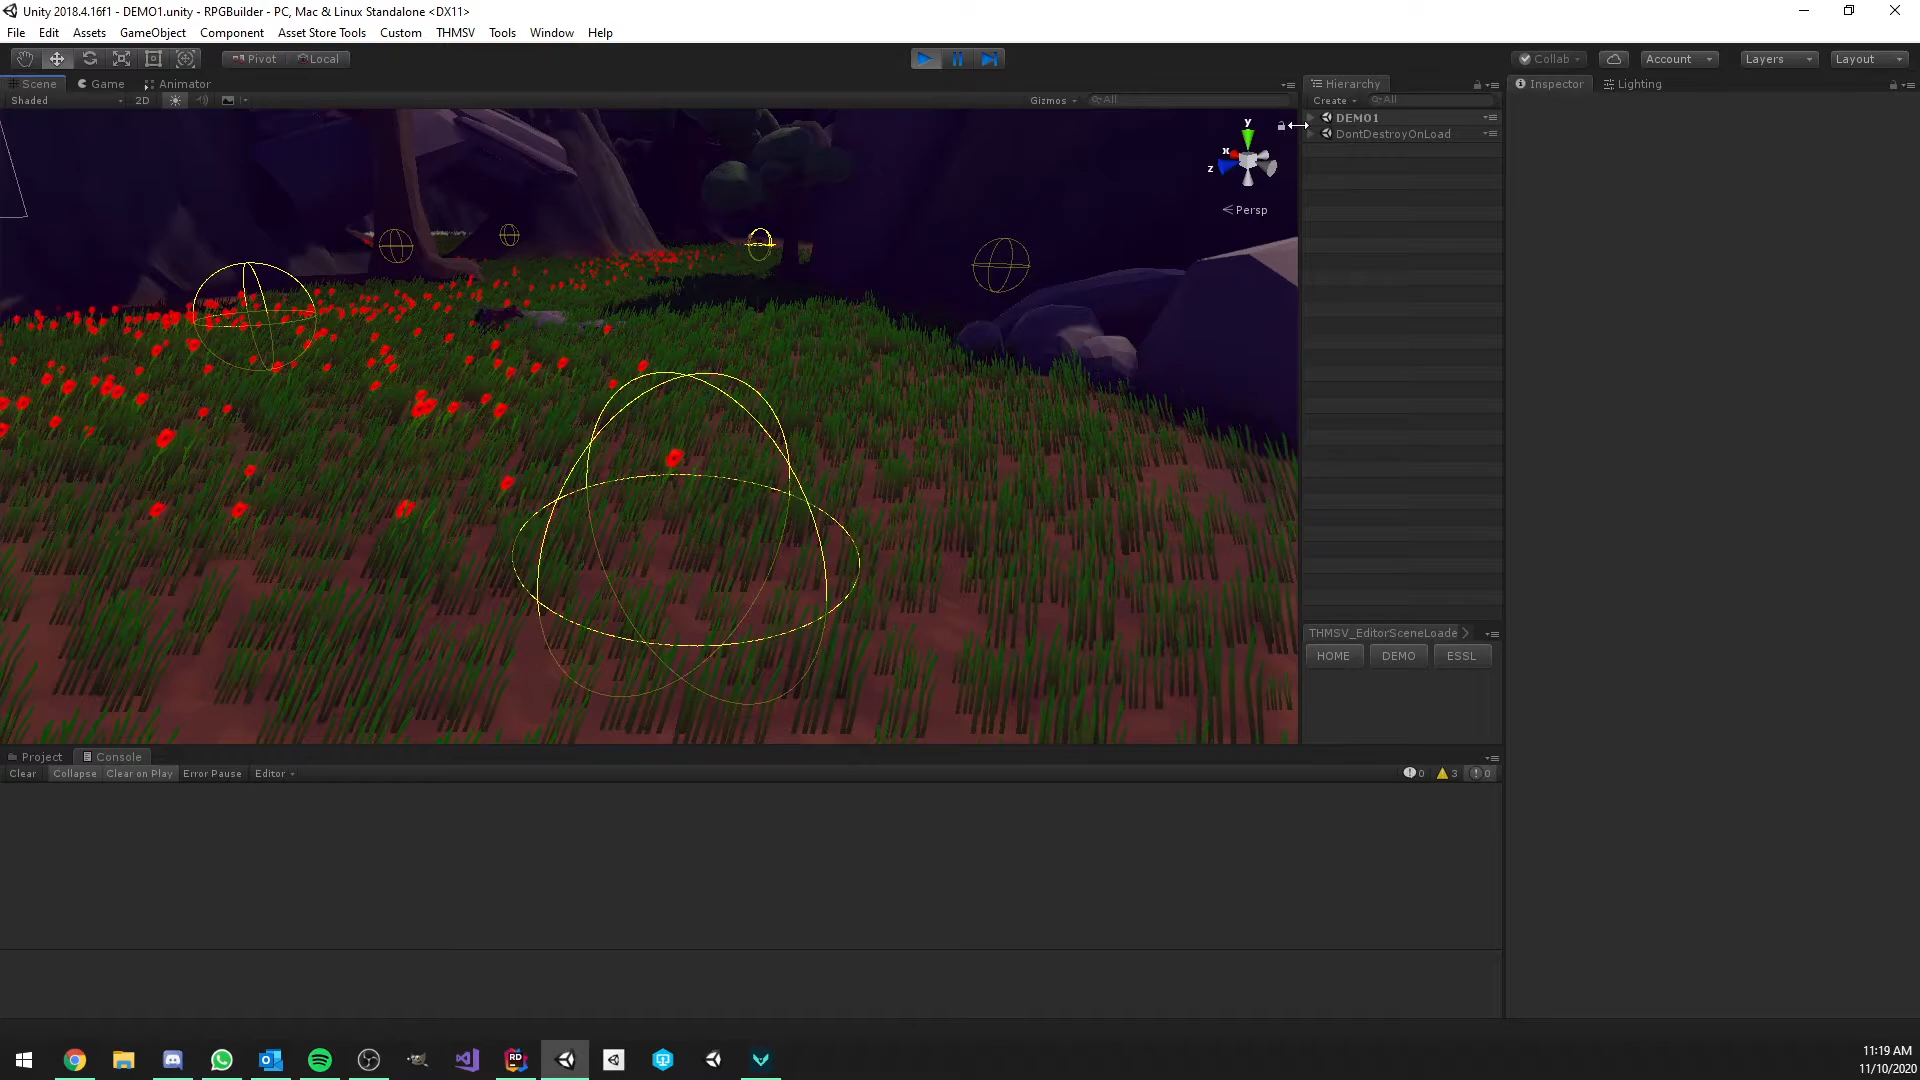 Unity 2018.4.16f1 - DEMO1.unity - RPGBuilder - PC, Mac & Linux Standalone <DX11>
File Edit Assets GameObject Component Asset Store Tools Custom THMSV Tools Window Help
Pivot Local Collab Account Layers Layout
Scene Game Animator Hierarchy Inspector Lighting
Shaded 2D Gizmos All Create All
DEMO1
DontDestroyOnLoad
y
x
z
Persp
THMSV_EditorSceneLoade
HOME DEMO ESSL
Project Console
Clear Collapse Clear on Play Error Pause Editor 0 3 0
RD
11:19 AM
11/10/2020